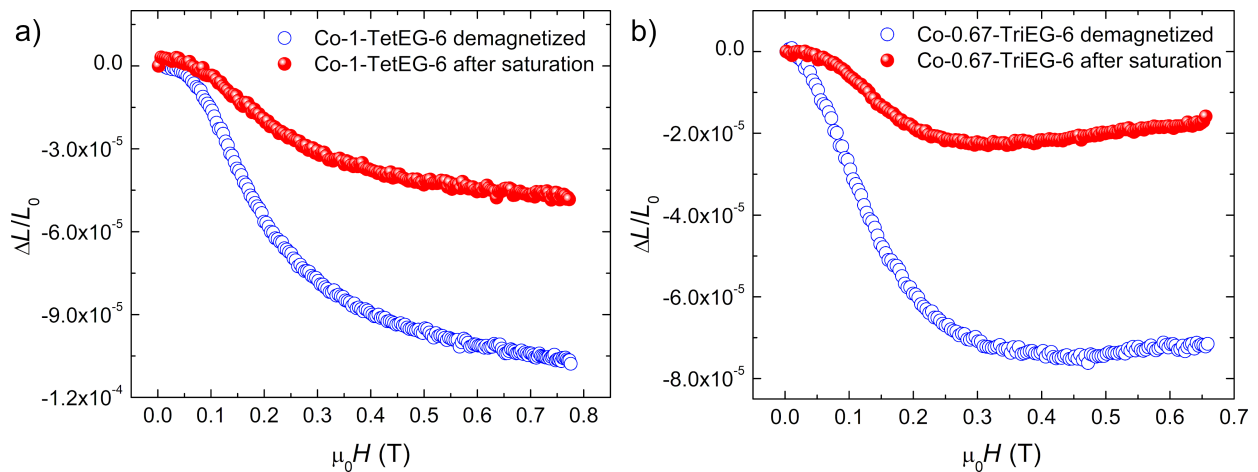 a)
Co-1-TetEG-6 demagnetized
Co-1-TetEG-6 after saturation
0.0
-3.0x10⁻⁵
-6.0x10⁻⁵
-9.0x10⁻⁵
-1.2x10⁻⁴
ΔL/L₀
0.0 0.1 0.2 0.3 0.4 0.5 0.6 0.7 0.8
μ₀H (T)
b)
Co-0.67-TriEG-6 demagnetized
Co-0.67-TriEG-6 after saturation
0.0
-2.0x10⁻⁵
-4.0x10⁻⁵
-6.0x10⁻⁵
-8.0x10⁻⁵
ΔL/L₀
0.0 0.1 0.2 0.3 0.4 0.5 0.6 0.7
μ₀H (T)